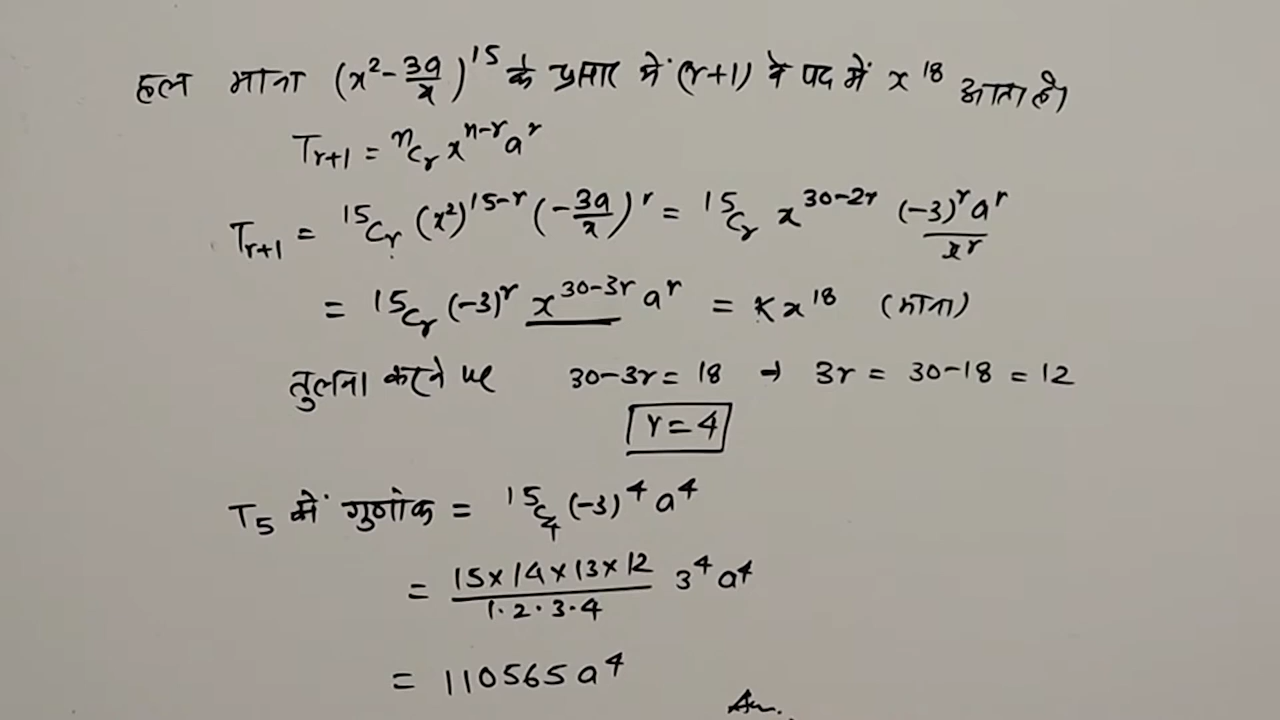 हल माना (x² - 3a/x)¹⁵ के प्रसार में (r+1) वे पद में x¹⁸ आता है।
Tᵣ₊₁ = ⁿCᵣ xⁿ⁻ʳ aʳ
Tᵣ₊₁ = ¹⁵Cᵣ (x²)¹⁵⁻ʳ (-3a/x)ʳ = ¹⁵Cᵣ x³⁰⁻²ʳ (-3)ʳaʳ/xʳ
= ¹⁵Cᵣ (-3)ʳ x³⁰⁻³ʳ aʳ = K x¹⁸ (माना)
तुलना करने पर 30-3r = 18 → 3r = 30-18 = 12
r = 4
T₅ में गुणांक = ¹⁵C₄ (-3)⁴ a⁴
= 15×14×13×12/1·2·3·4 3⁴ a⁴
= 110565 a⁴
Ans.